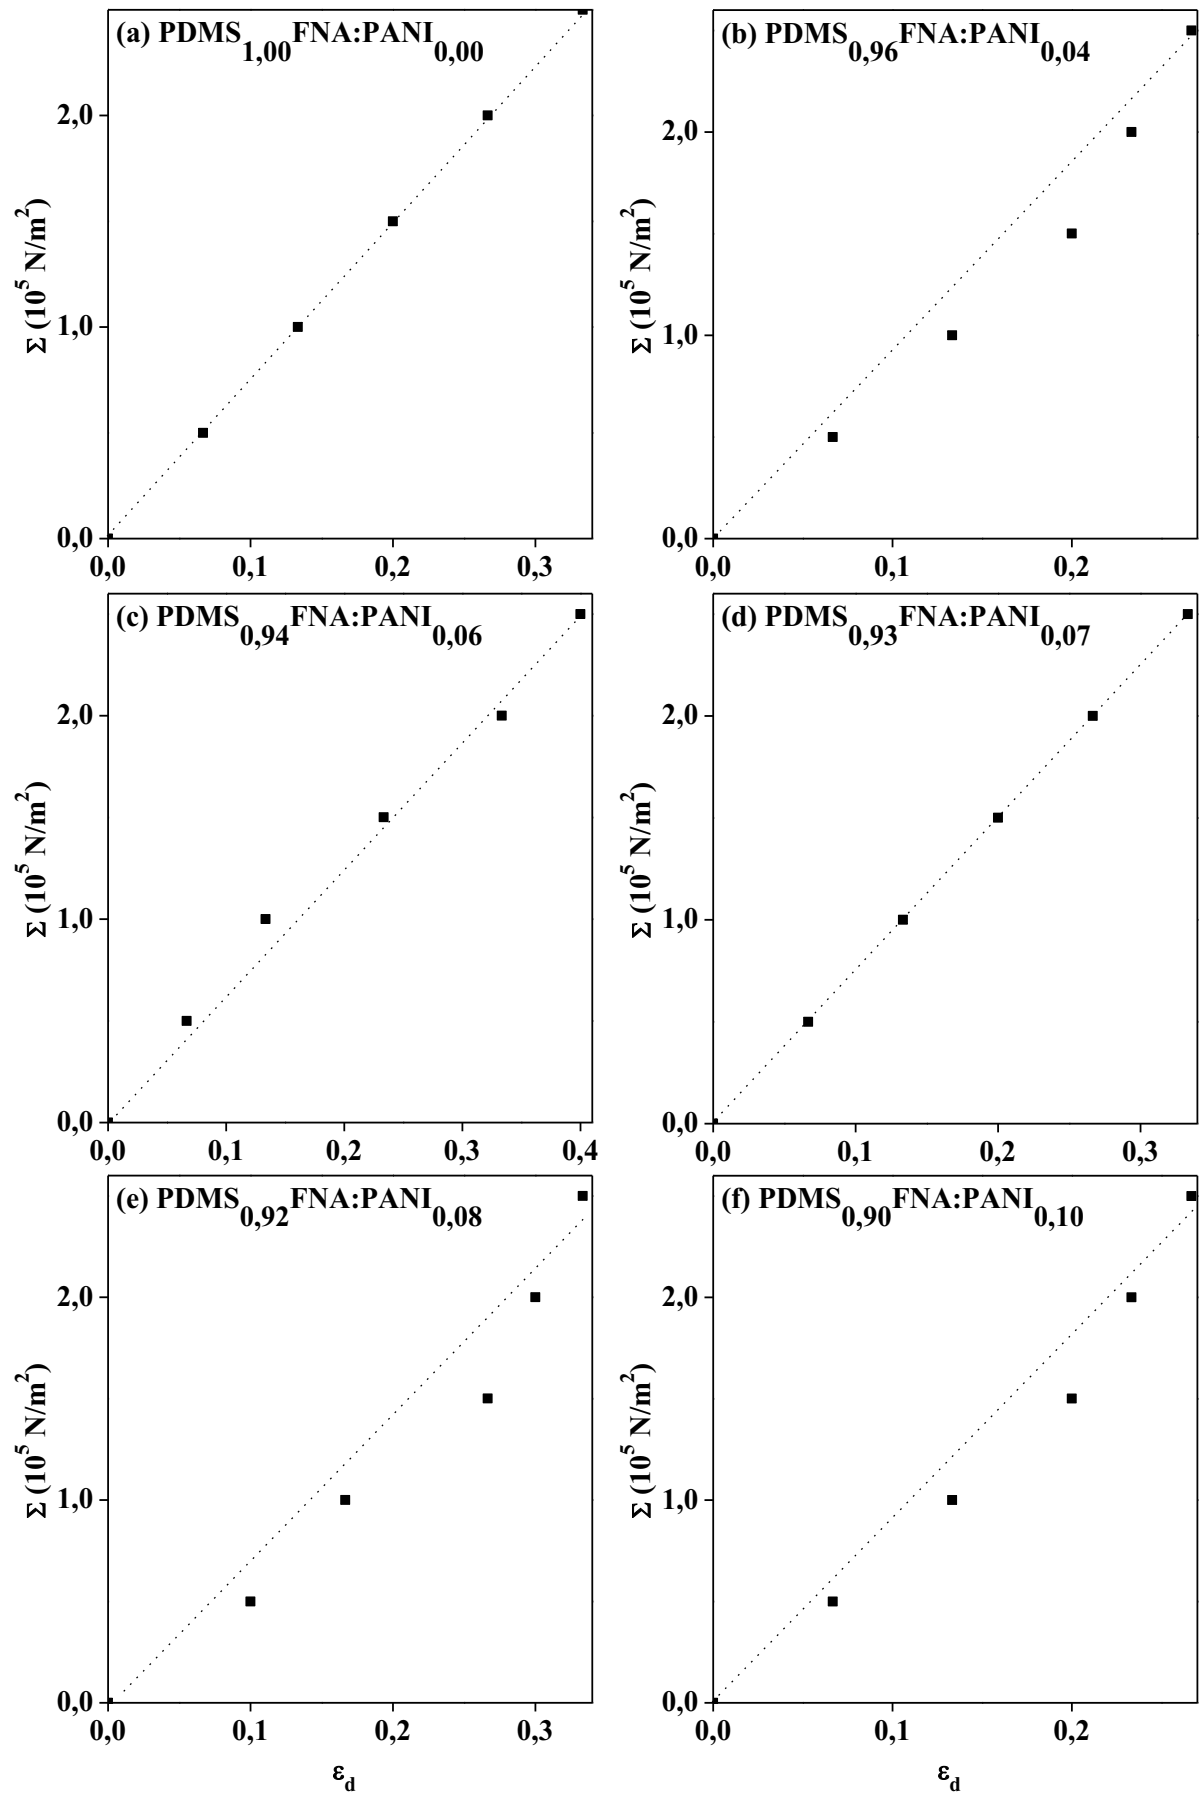 (a) PDMS1,00FNA:PANI0,00
2,0
1,0
0,0
Σ (10^5 N/m^2)
0,0 0,1 0,2 0,3
(b) PDMS0,96FNA:PANI0,04
2,0
1,0
0,0
Σ (10^5 N/m^2)
0,0 0,1 0,2
(c) PDMS0,94FNA:PANI0,06
2,0
1,0
0,0
Σ (10^5 N/m^2)
0,0 0,1 0,2 0,3 0,4
(d) PDMS0,93FNA:PANI0,07
2,0
1,0
0,0
Σ (10^5 N/m^2)
0,0 0,1 0,2 0,3
(e) PDMS0,92FNA:PANI0,08
2,0
1,0
0,0
Σ (10^5 N/m^2)
0,0 0,1 0,2 0,3
εd
(f) PDMS0,90FNA:PANI0,10
2,0
1,0
0,0
Σ (10^5 N/m^2)
0,0 0,1 0,2
εd